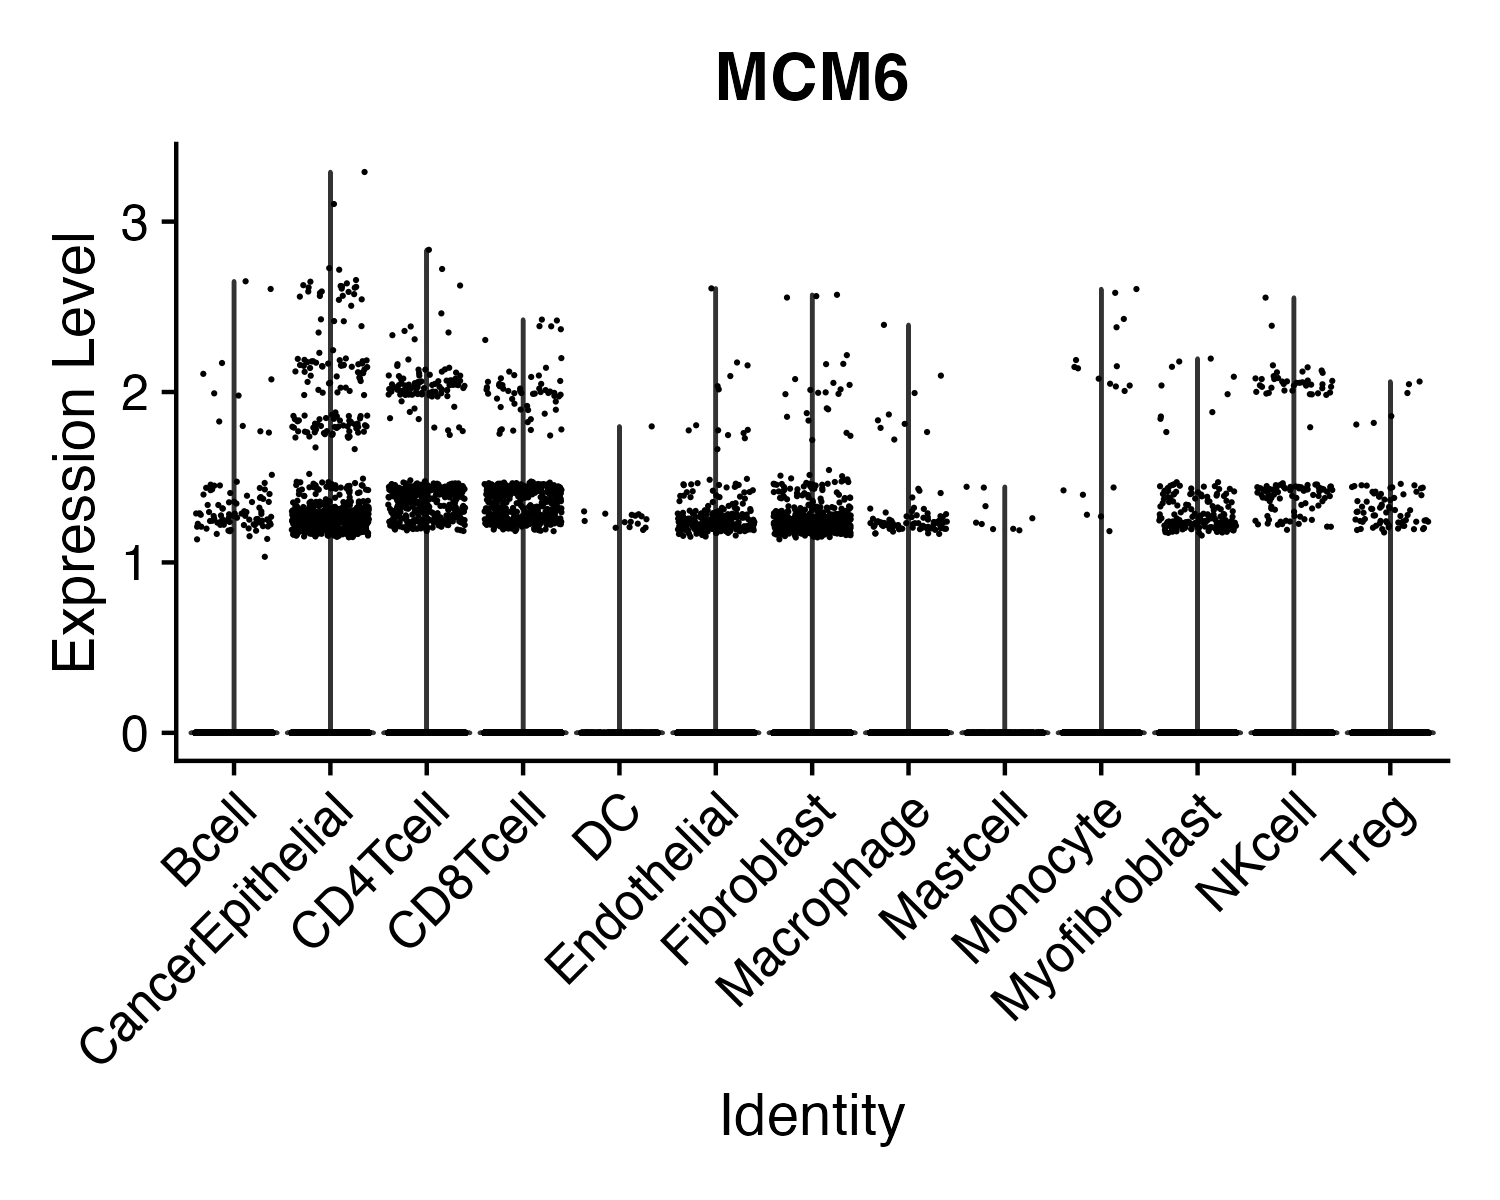 MCM6
Expression Level
3
2
1
0
Bcell
CancerEpithelial
CD4Tcell
CD8Tcell
DC
Endothelial
Fibroblast
Macrophage
Mastcell
Monocyte
Myofibroblast
NKcell
Treg
Identity